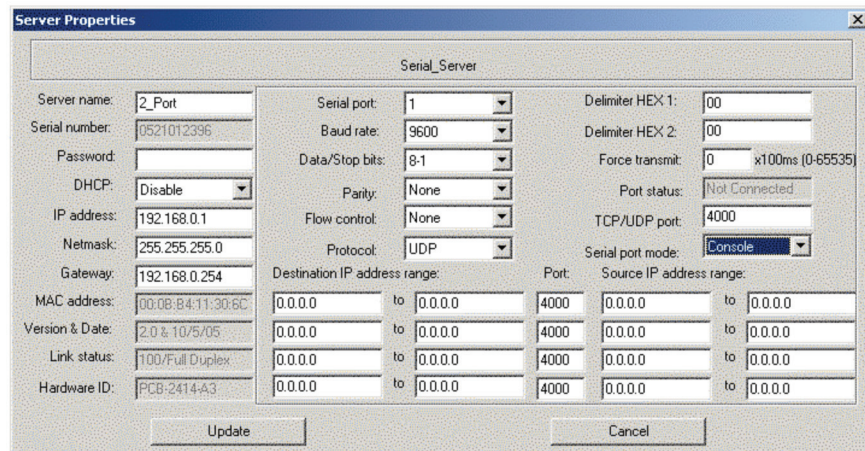 Server Properties
Serial_Server
Server name: 2_Port
Serial number: 0521012396
Password:
DHCP: Disable
IP address: 192.168.0.1
Netmask: 255.255.255.0
Gateway: 192.168.0.254
MAC address: 00:0B:B4:11:30:6C
Version & Date: 2.0 & 10/5/05
Link status: 100/Full Duplex
Hardware ID: PCB-2414-A3
Serial port: 1
Baud rate: 9600
Data/Stop bits: 8-1
Parity: None
Flow control: None
Protocol: UDP
Delimiter HEX 1: 00
Delimiter HEX 2: 00
Force transmit: 0 x100ms (0-65535)
Port status: Not Connected
TCP/UDP port: 4000
Serial port mode: Console
Destination IP address range: Port: Source IP address range:
0.0.0.0 to 0.0.0.0 4000 0.0.0.0 to 0.0.0.0
0.0.0.0 to 0.0.0.0 4000 0.0.0.0 to 0.0.0.0
0.0.0.0 to 0.0.0.0 4000 0.0.0.0 to 0.0.0.0
0.0.0.0 to 0.0.0.0 4000 0.0.0.0 to 0.0.0.0
Update Cancel